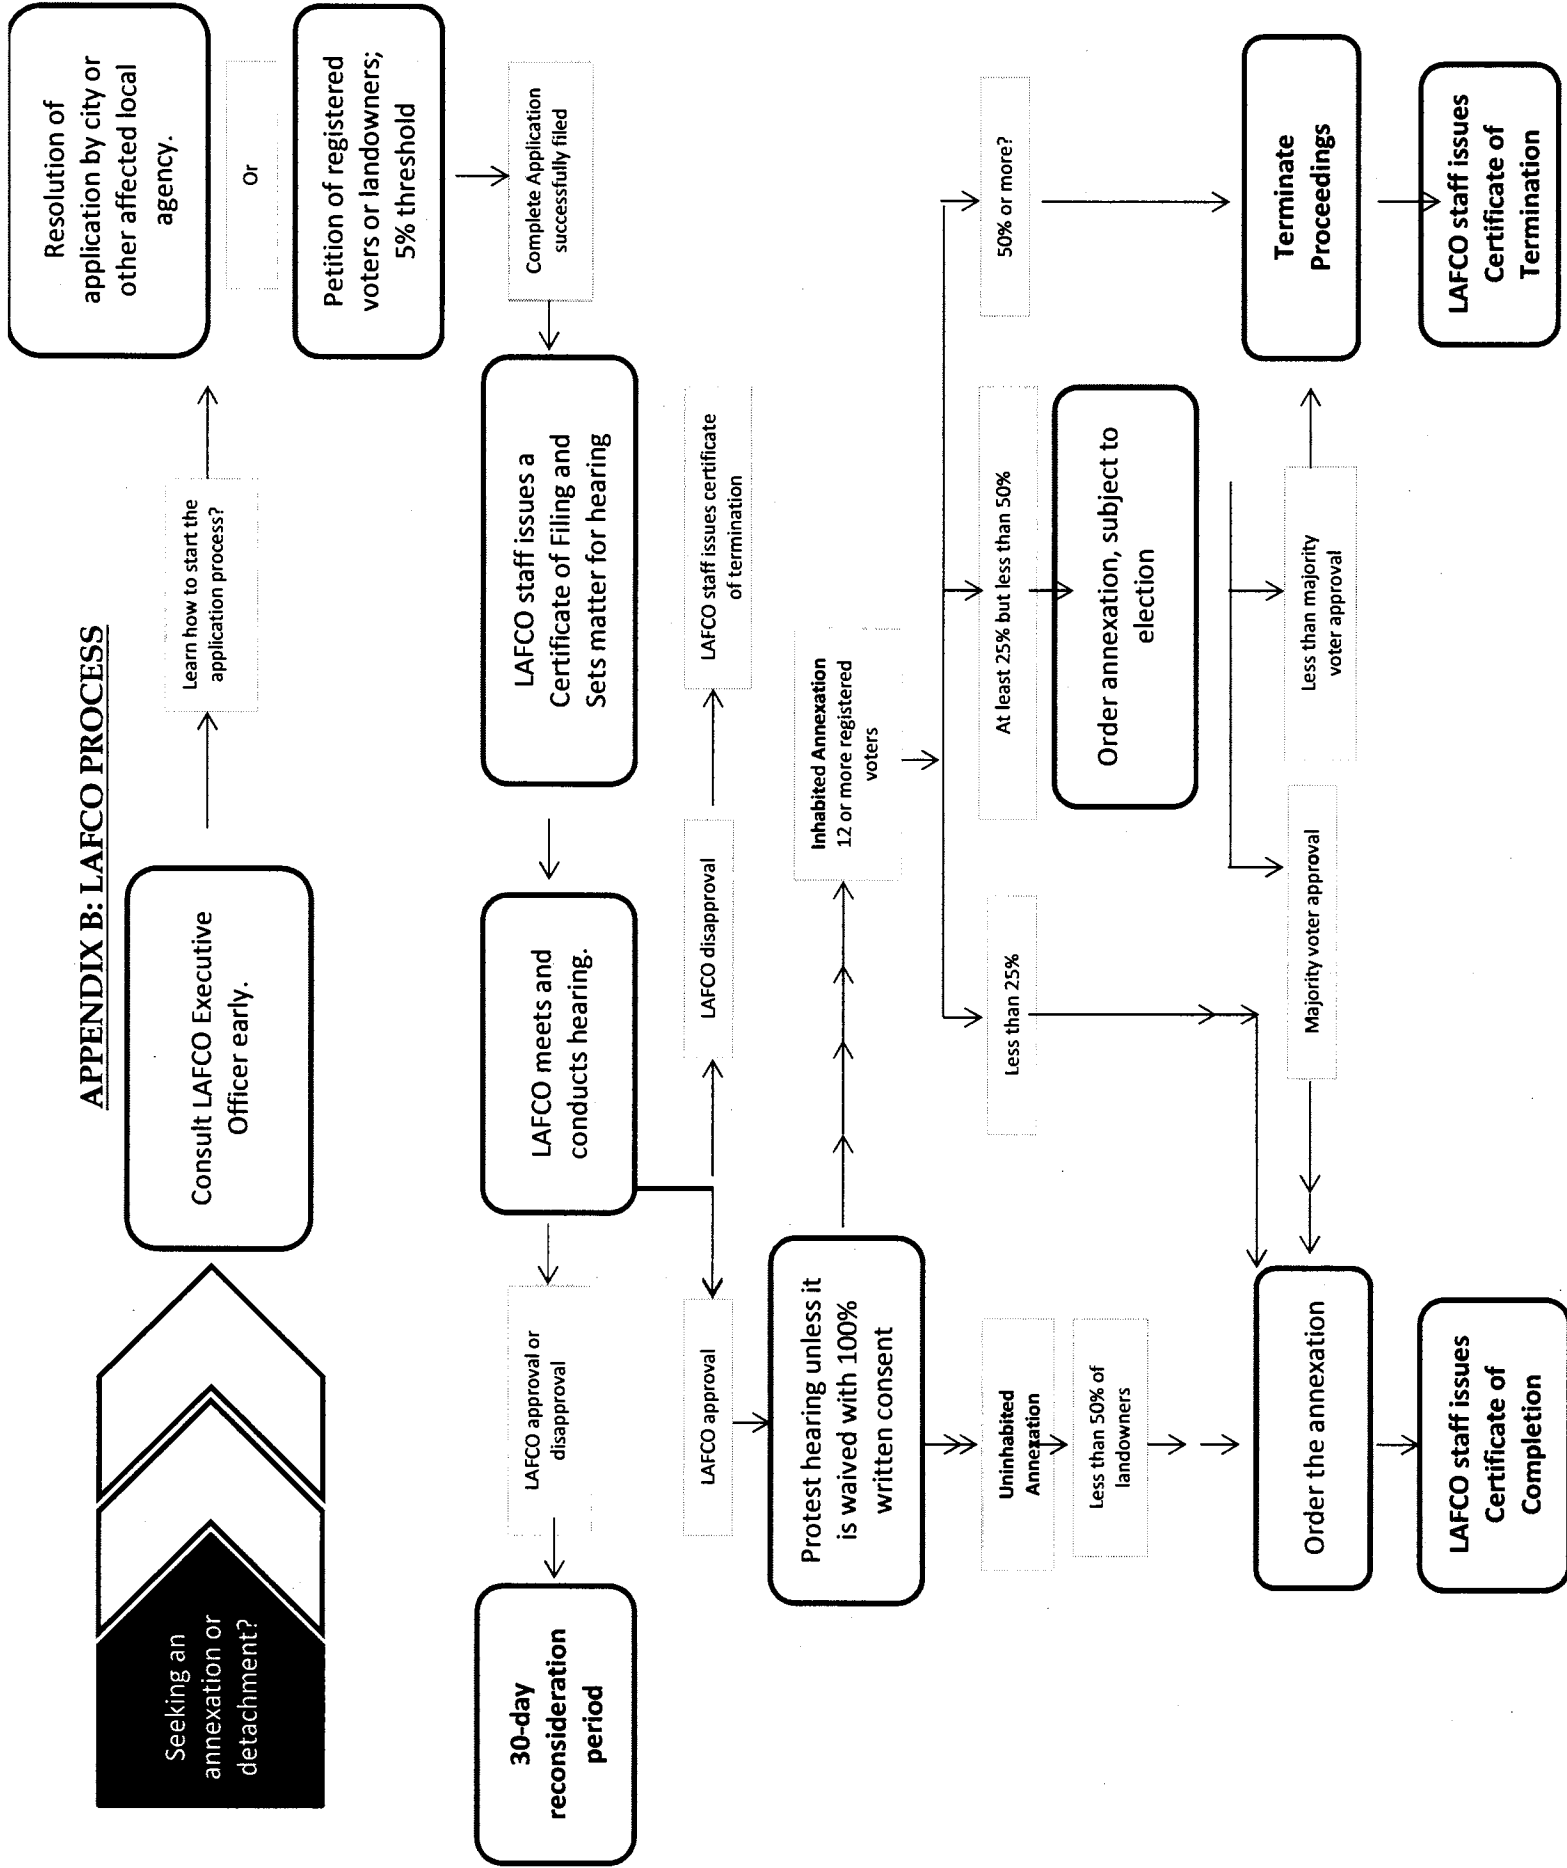 APPENDIX B: LAFCO PROCESS
Seeking an
annexation or
detachment?
Consult LAFCO Executive
Officer early.
Learn how to start the
application process?
Resolution of
application by city or
other affected local
agency.
Or
Petition of registered
voters or landowners;
5% threshold
Complete Application
successfully filed
LAFCO staff issues a
Certificate of Filing and
Sets matter for hearing
LAFCO meets and
conducts hearing.
LAFCO approval or
disapproval
30-day
reconsideration
period
LAFCO approval
LAFCO disapproval
LAFCO staff issues certificate
of termination
Protest hearing unless it
is waived with 100%
written consent
Inhabited Annexation
12 or more registered
voters
Uninhabited
Annexation
Less than 50% of
landowners
Less than 25%
At least 25% but less than 50%
50% or more?
Order annexation, subject to
election
Majority voter approval
Less than majority
voter approval
Order the annexation
Terminate
Proceedings
LAFCO staff issues
Certificate of
Completion
LAFCO staff issues
Certificate of
Termination